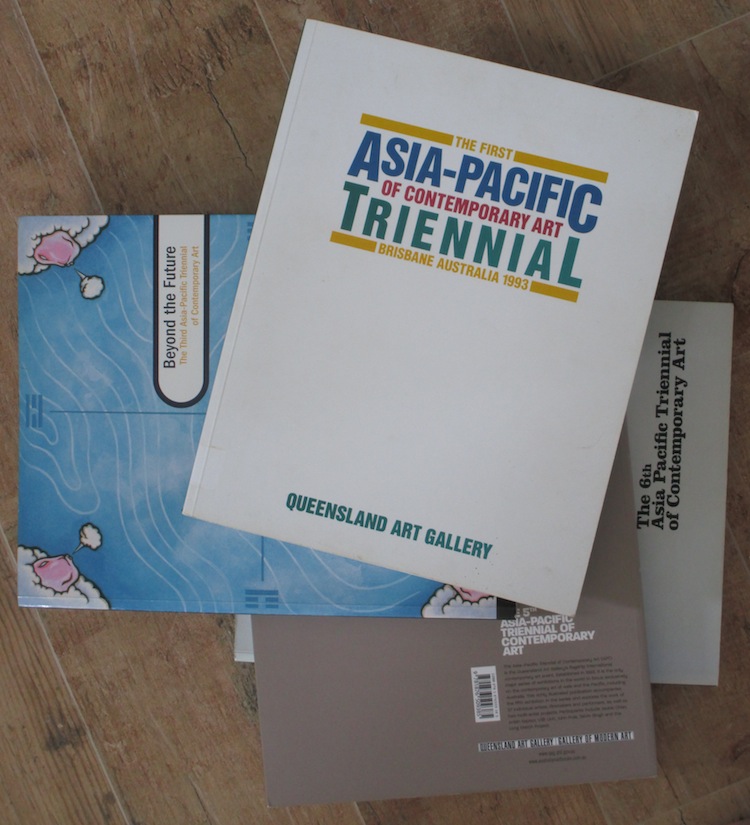 THE FIRST
ASIA-PACIFIC
OF CONTEMPORARY ART
TRIENNIAL
BRISBANE AUSTRALIA 1993
QUEENSLAND ART GALLERY
Beyond the Future
The Third Asia-Pacific Triennial
of Contemporary Art
The 6th
Asia Pacific Triennial
of Contemporary Art
5TH
ASIA-PACIFIC
TRIENNIAL OF
CONTEMPORARY
ART
QUEENSLAND ART GALLERY | GALLERY OF MODERN ART